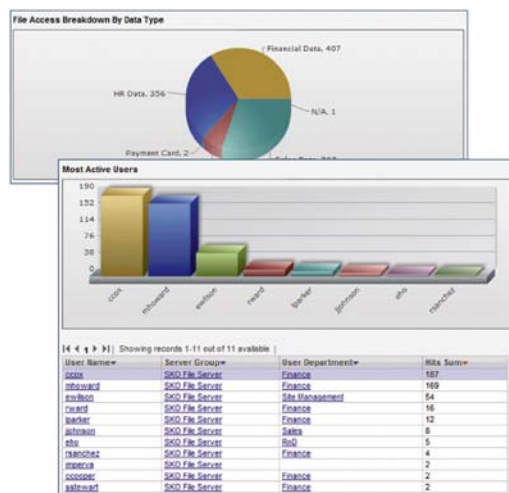 File Access Breakdown By Data Type
Financial Data, 407
HR Data, 356
N/A, 1
Payment Card, 2
Most Active Users
190
152
114
76
38
0
ccox
mhoward
ewilson
rward
lparker
jjohnson
eho
rsanchez
1 | Showing records 1-11 out of 11 available |
User Name Server Group User Department Hits Sum
ccox SKO File Server Finance 187
mhoward SKO File Server Finance 169
ewilson SKO File Server Site Management 54
rward SKO File Server Finance 16
lparker SKO File Server Finance 12
jjohnson SKO File Server Sales 8
eho SKO File Server RnD 5
rsanchez SKO File Server Finance 4
mperva SKO File Server 2
ccooper SKO File Server Finance 2
sstewart SKO File Server Finance 2